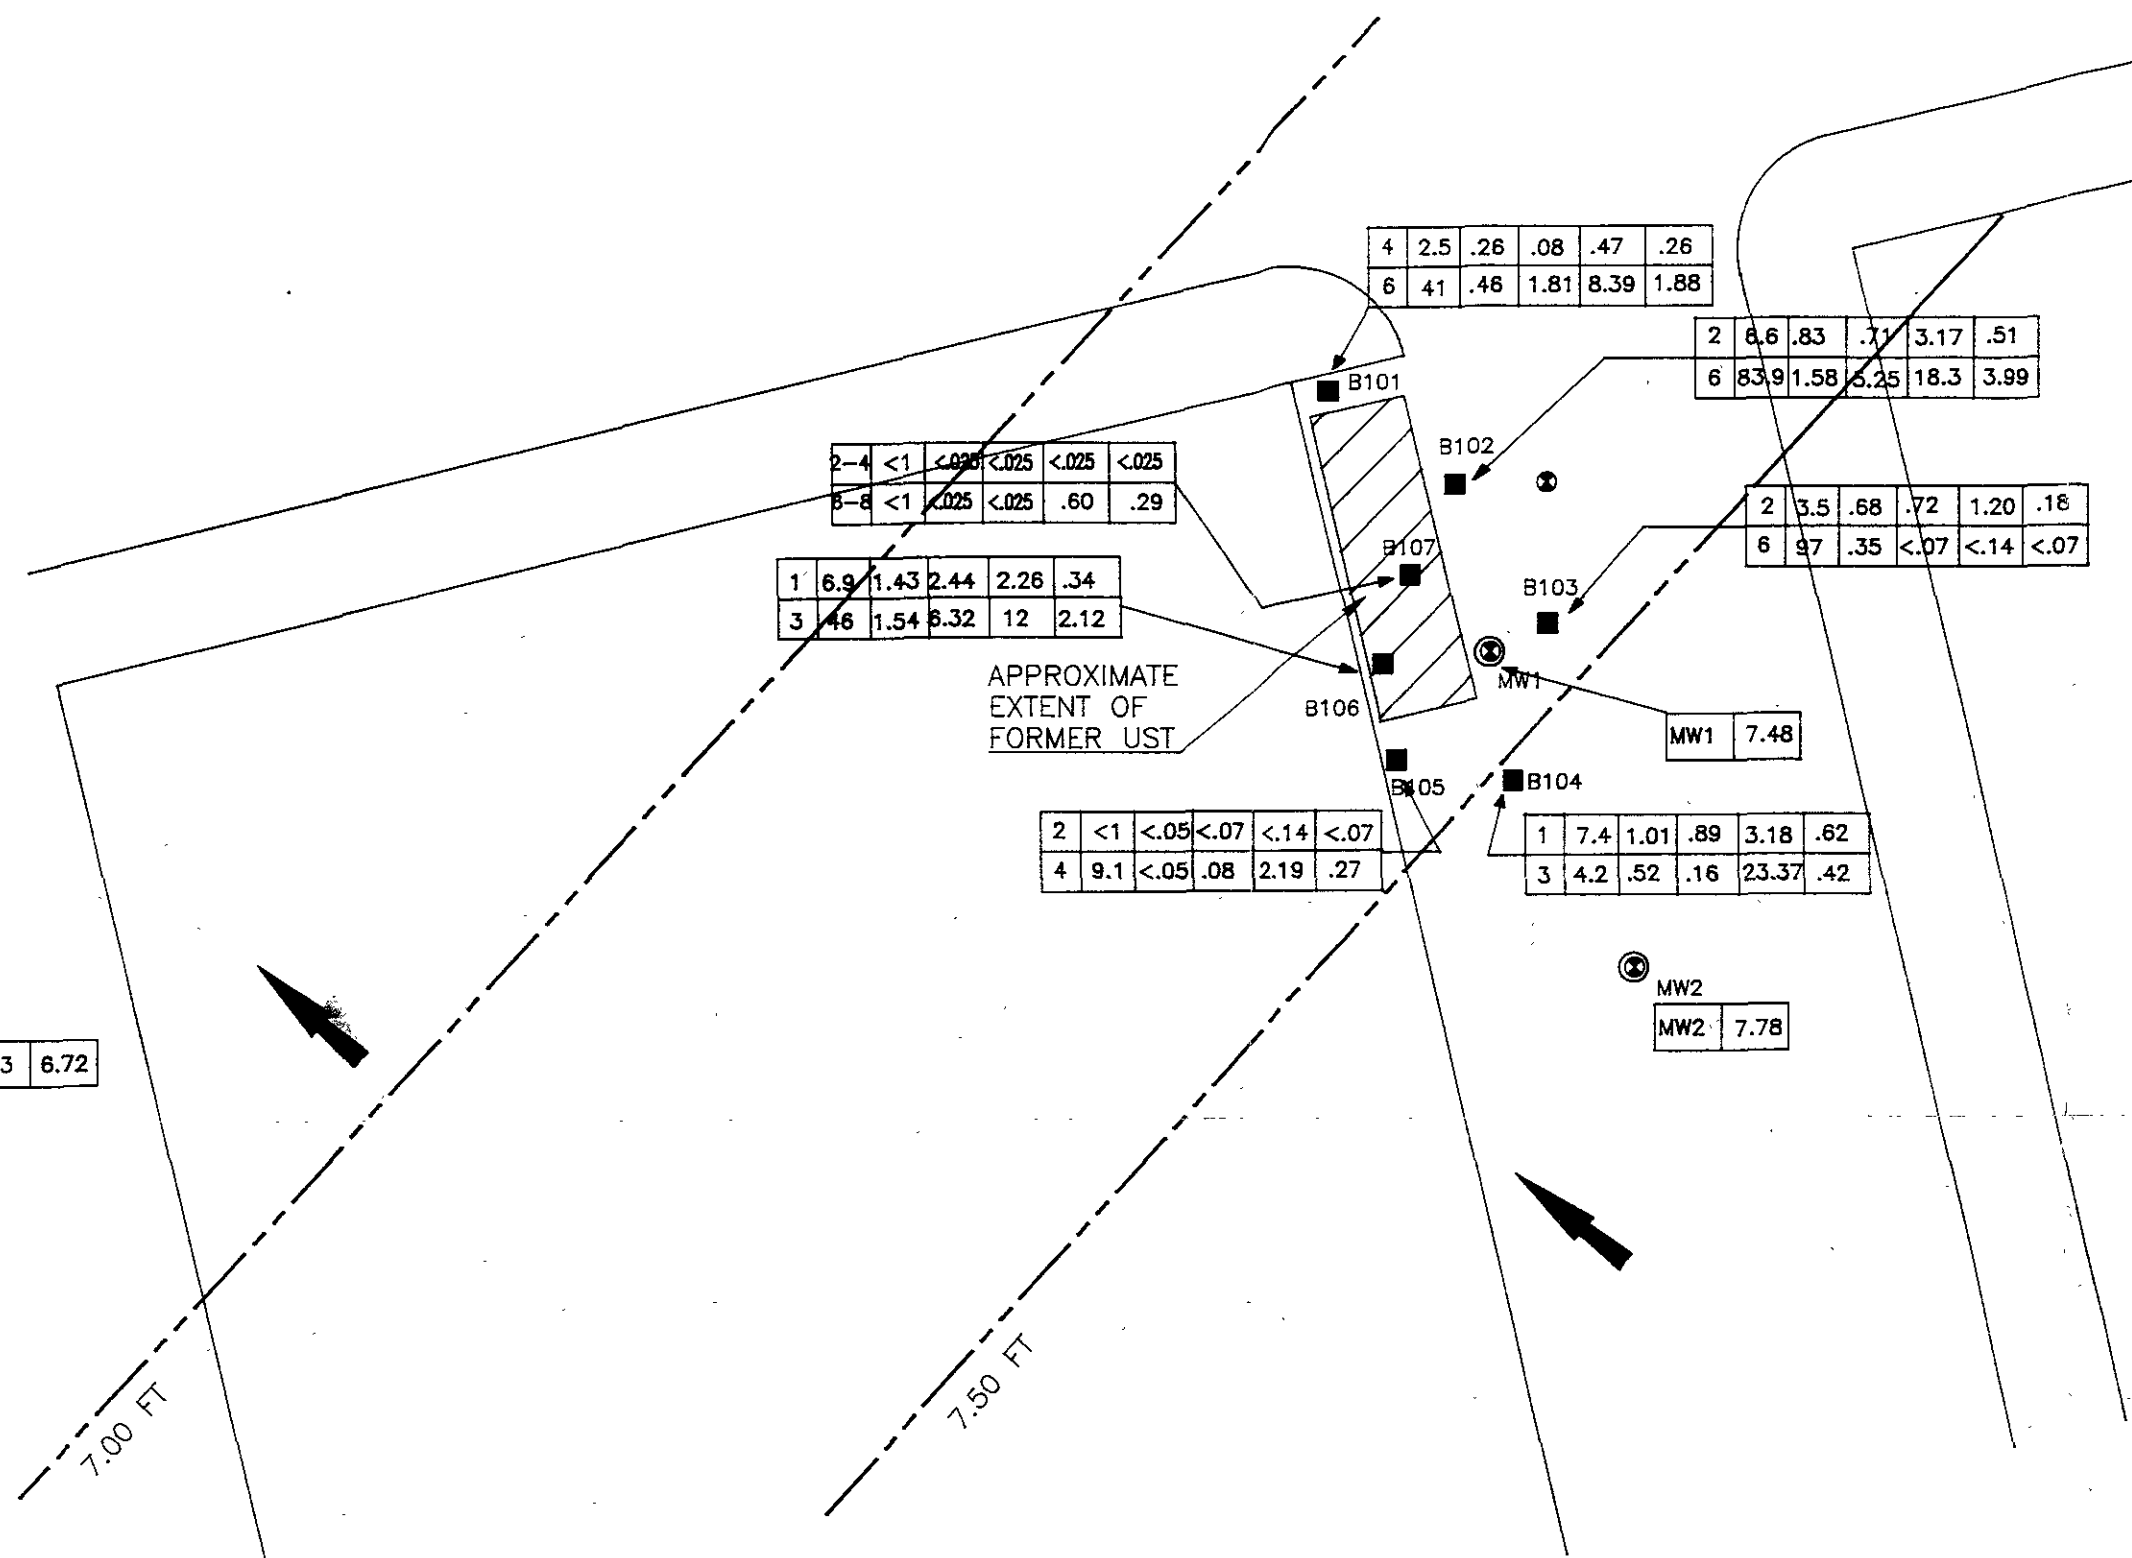 4 2.5 .26 .08 .47 .26
6 41 .46 1.81 8.39 1.88
2 6.6 .83 .71 3.17 .51
6 83.9 1.58 5.25 18.3 3.99
B101
B102
2-4 <1 <.025 <.025 <.025 <.025
6-8 <1 <.025 <.025 .60 .29
2 3.5 .68 .72 1.20 .18
6 97 .35 <.07 <.14 <.07
B107
1 6.9 1.43 2.44 2.26 .34
3 46 1.54 6.32 12 2.12
B103
APPROXIMATE
EXTENT OF
FORMER UST
MW1
B106
MW1 7.48
B105
B104
2 <1 <.05 <.07 <.14 <.07
4 9.1 <.05 .08 2.19 .27
1 7.4 1.01 .89 3.18 .62
3 4.2 .52 .16 23.37 .42
MW2
MW2 7.78
3 6.72
7.00 FT
7.50 FT